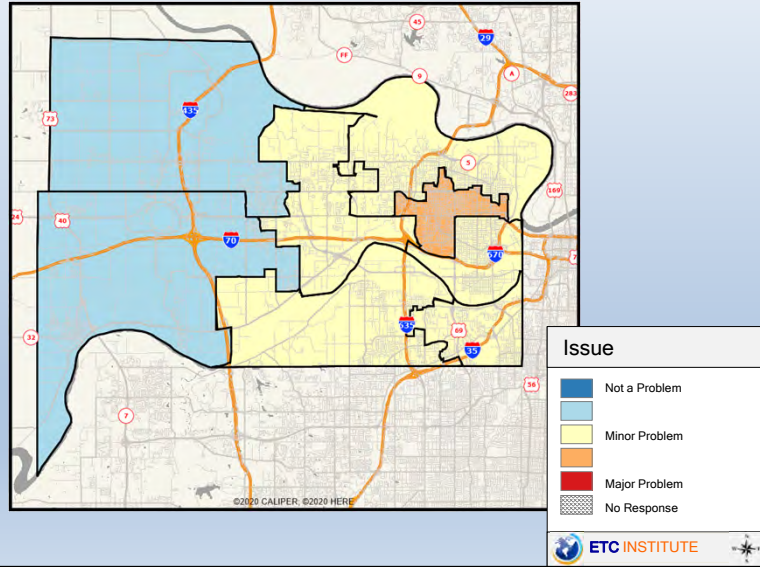 45
29
FF
9
A
283
435
73
5
169
24
40
70
670
7
635
69
35
32
56
7
©2020 CALIPER; ©2020 HERE
Issue
Not a Problem
Minor Problem
Major Problem
No Response
ETC INSTITUTE